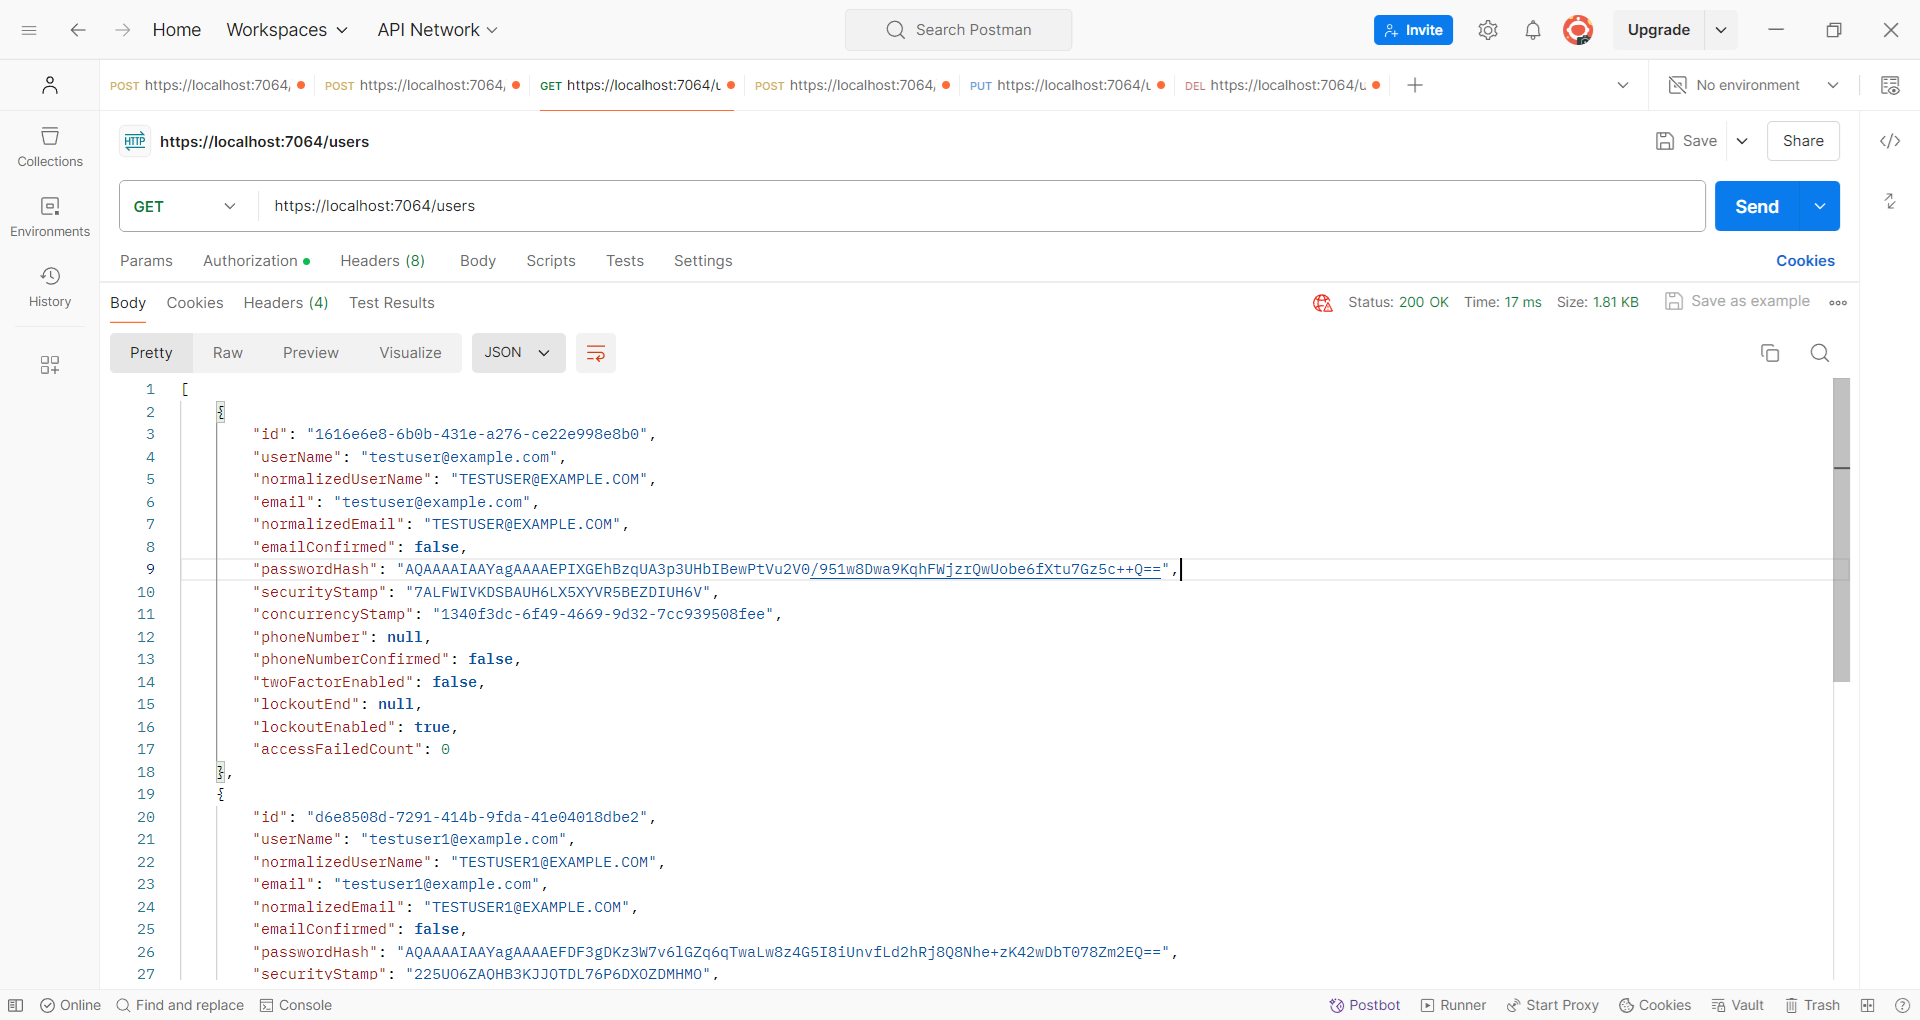 Home Workspaces API Network Search Postman Invite Upgrade
POST https://localhost:7064/ POST https://localhost:7064/ GET https://localhost:7064/u POST https://localhost:7064/ PUT https://localhost:7064/u DEL https://localhost:7064/u No environment
HTTP https://localhost:7064/users Save Share
Collections
GET https://localhost:7064/users Send
Environments
Params Authorization Headers (8) Body Scripts Tests Settings Cookies
History
Body Cookies Headers (4) Test Results Status: 200 OK Time: 17 ms Size: 1.81 KB Save as example
Pretty Raw Preview Visualize JSON
1 [
2 {
3 "id": "1616e6e8-6b0b-431e-a276-ce22e998e8b0",
4 "userName": "testuser@example.com",
5 "normalizedUserName": "TESTUSER@EXAMPLE.COM",
6 "email": "testuser@example.com",
7 "normalizedEmail": "TESTUSER@EXAMPLE.COM",
8 "emailConfirmed": false,
9 "passwordHash": "AQAAAAIAAYagAAAAEPIXGEhBzqUA3p3UHbIBewPtVu2V0/951w8Dwa9KqhFWjzrQwUobe6fXtu7Gz5c++Q==",
10 "securityStamp": "7ALFWIVKDSBAUH6LX5XYVR5BEZDIUH6V",
11 "concurrencyStamp": "1340f3dc-6f49-4669-9d32-7cc939508fee",
12 "phoneNumber": null,
13 "phoneNumberConfirmed": false,
14 "twoFactorEnabled": false,
15 "lockoutEnd": null,
16 "lockoutEnabled": true,
17 "accessFailedCount": 0
18 },
19 {
20 "id": "d6e8508d-7291-414b-9fda-41e04018dbe2",
21 "userName": "testuser1@example.com",
22 "normalizedUserName": "TESTUSER1@EXAMPLE.COM",
23 "email": "testuser1@example.com",
24 "normalizedEmail": "TESTUSER1@EXAMPLE.COM",
25 "emailConfirmed": false,
26 "passwordHash": "AQAAAAIAAYagAAAAEFDF3gDKz3W7v6lGZq6qTwaLw8z4G5I8iUnvfLd2hRj8Q8Nhe+zK42wDbT078Zm2EQ==",
27 "securityStamp": "225UO6ZAQHB3KJJQTDL76P6DXOZDMHMO",
Online Find and replace Console Postbot Runner Start Proxy Cookies Vault Trash